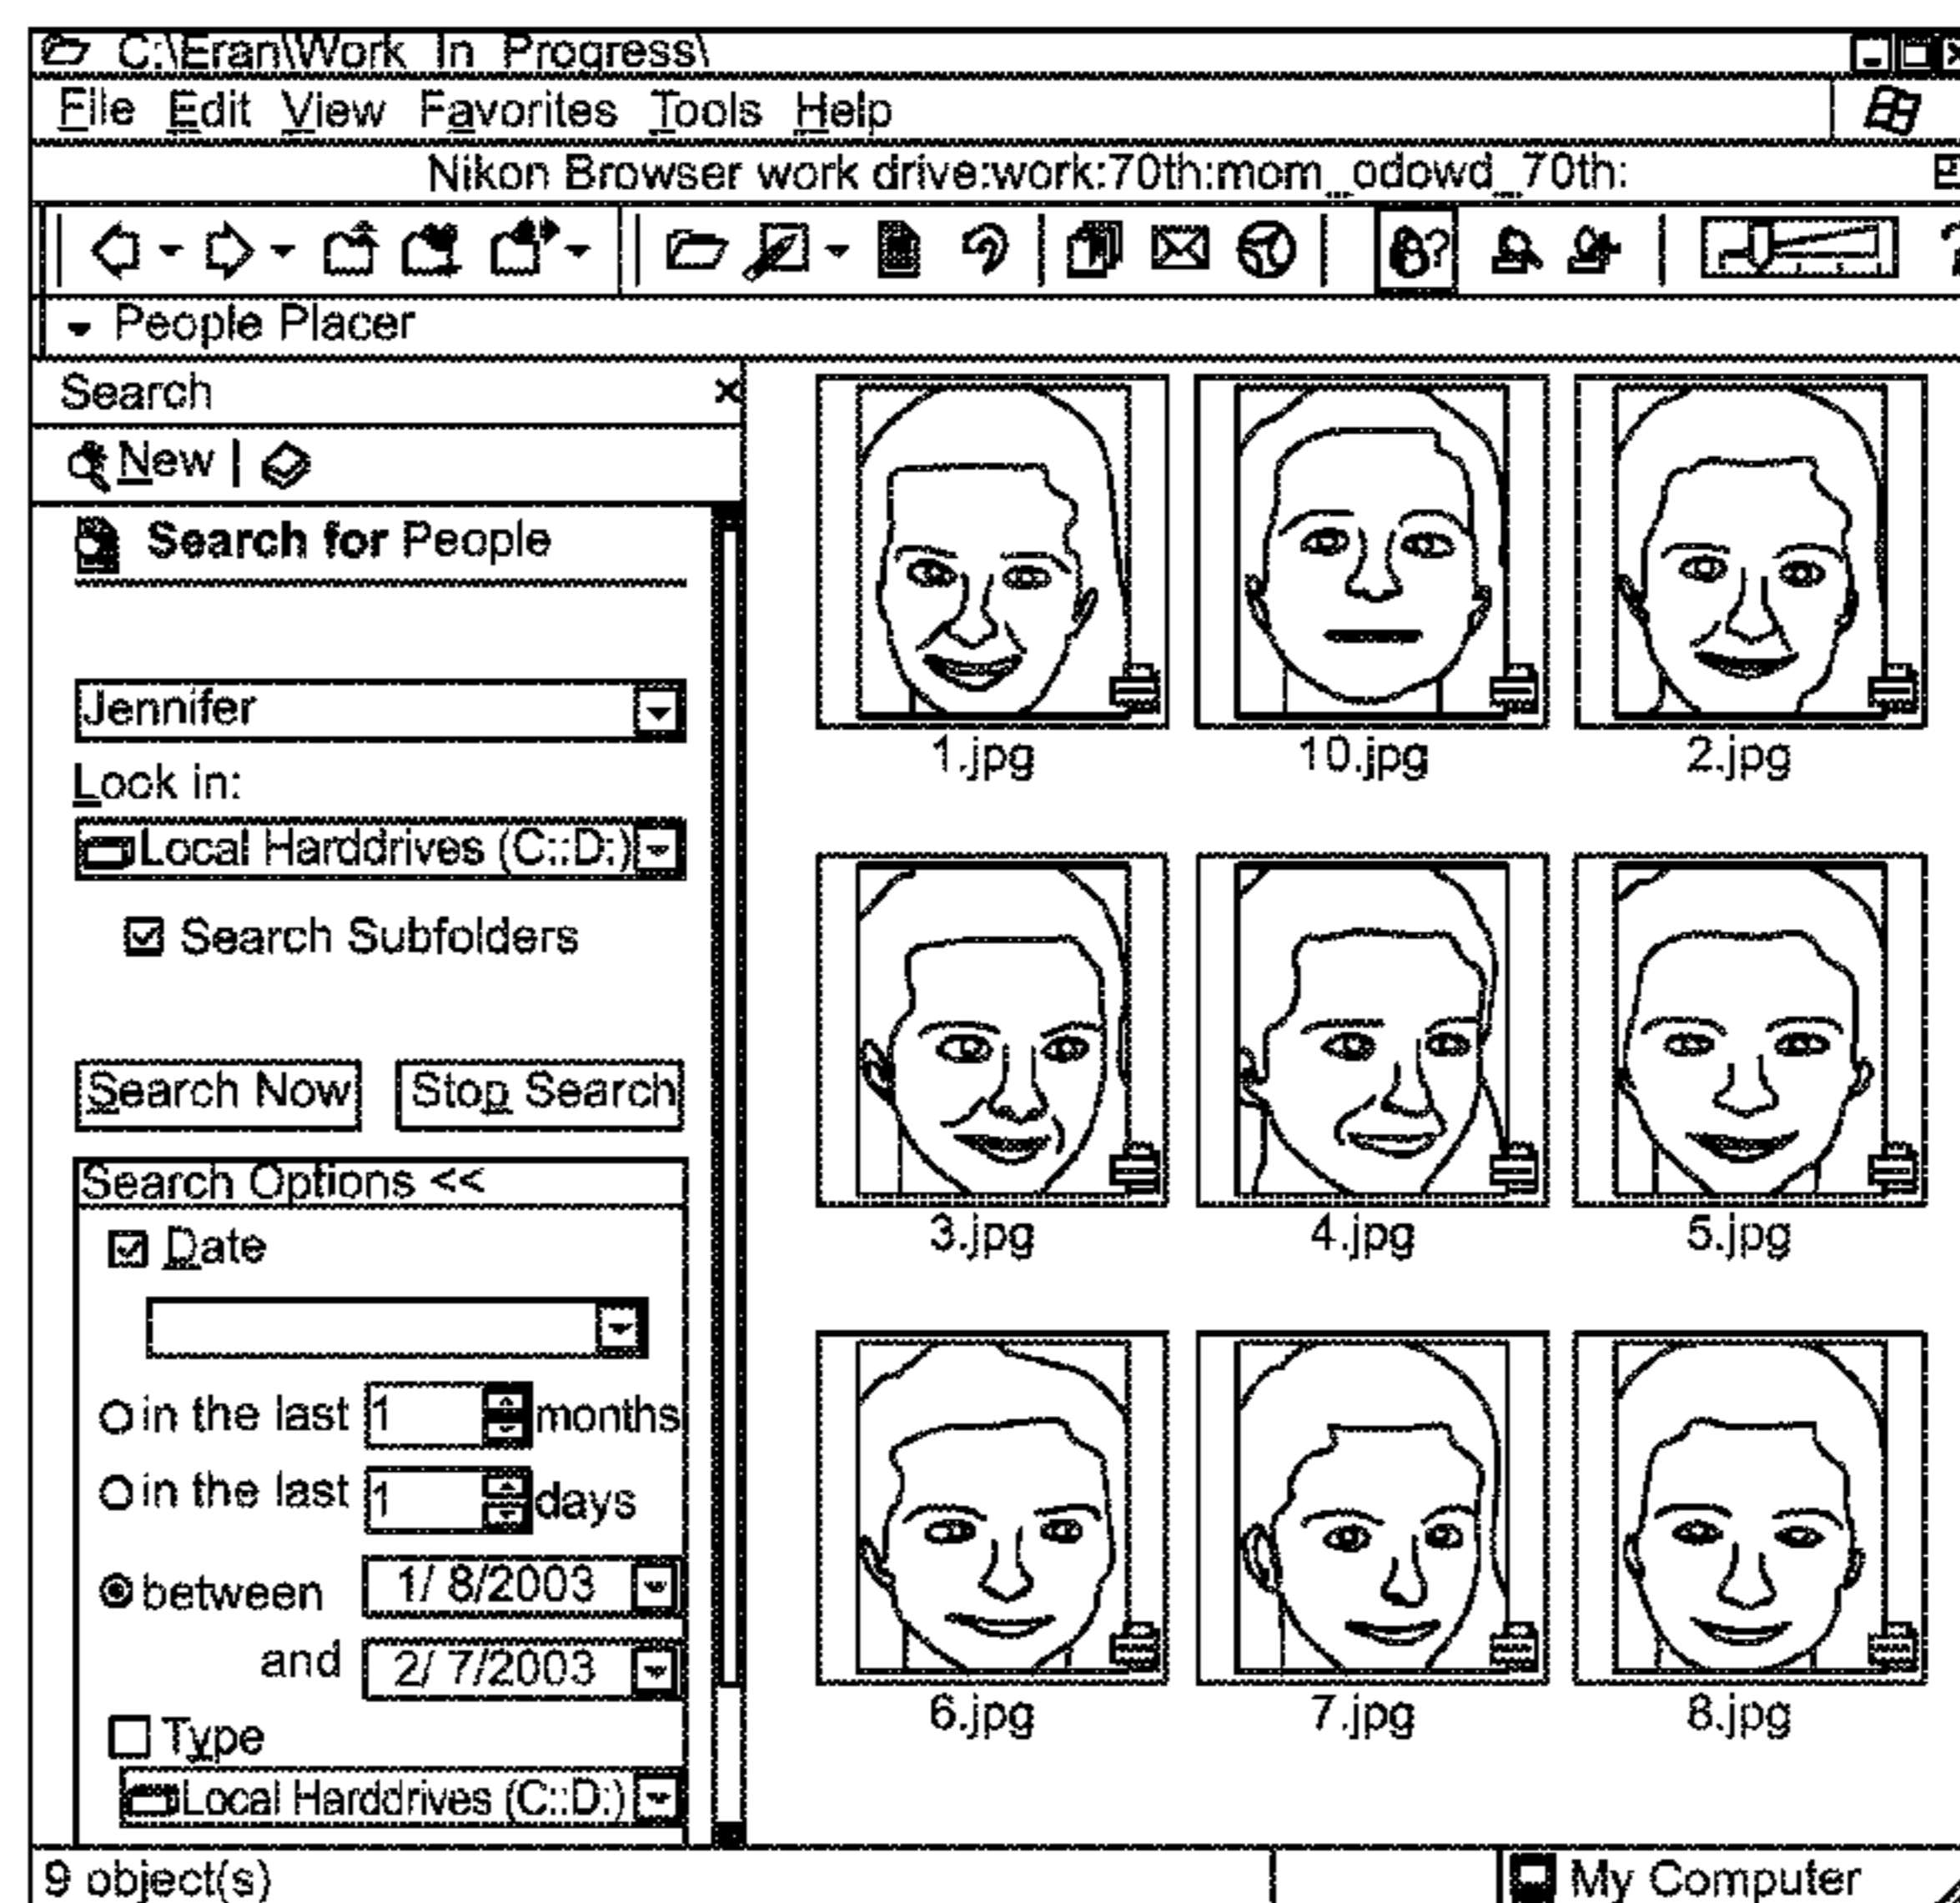 C:\Eran\Work In Progress\
File Edit View Favorites Tools Help
Nikon Browser work drive:work:70th:mom_odowd_70th:
People Placer
Search
New |
Search for People
Jennifer
Lock in:
Local Harddrives (C::D:)
Search Subfolders
Search Now Stop Search
Search Options <<
Date
in the last 1 months
in the last 1 days
between 1/ 8/2003
and 2/ 7/2003
Type
Local Harddrives (C::D:)
1.jpg 10.jpg 2.jpg
3.jpg 4.jpg 5.jpg
6.jpg 7.jpg 8.jpg
9 object(s) My Computer